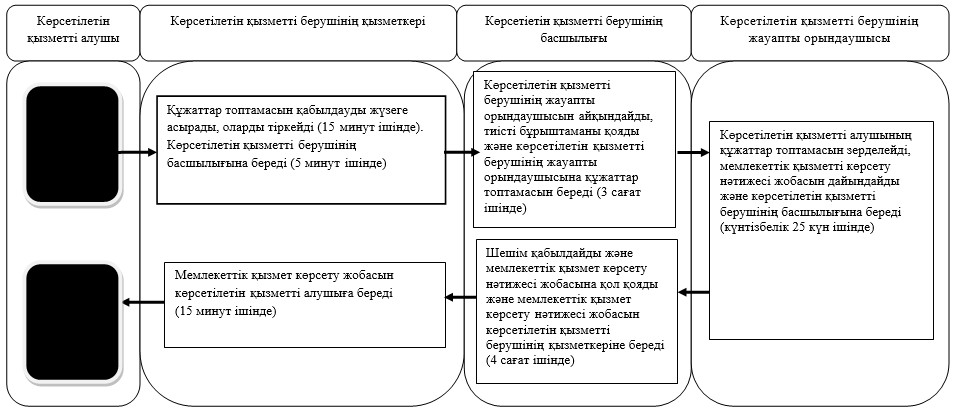 Көрсетілетін
қызметті алушы
Көрсетілетін қызметті берушінің қызметкері
Көрсетіетін қызметті берушінің
басшылығы
Көрсетілетін қызметті берушінің
жауапты орындаушысы
Құжаттар топтамасын қабылдауды жүзеге
асырады, оларды тіркейді (15 минут ішінде).
Көрсетілетін қызметті берушінің
басшылығына береді (5 минут ішінде)
Көрсетілетін қызметті
берушінің жауапты
орындаушысын айқындайды,
тиісті бұрыштаманы қояды
және көрсетілетін қызметті
берушінің жауапты
орындаушысына құжаттар
топтамасын береді (3 сағат
ішінде)
Көрсетілетін қызметті алушының
құжаттар топтамасын зерделейді,
мемлекеттік қызметті көрсету
нәтижесі жобасын дайындайды
және көрсетілетін қызметті
берушінің басшылығына береді
(күнтізбелік 25 күн ішінде)
Шешім қабылдайды және
мемлекеттік қызмет көрсету
нәтижесі жобасына қол қояды
және мемлекеттік қызмет
көрсету нәтижесі жобасын
көрсетілетін қызметті
берушінің қызметкеріне береді
(4 сағат ішінде)
Мемлекеттік қызмет көрсету жобасын
көрсетілетін қызметті алушыға береді
(15 минут ішінде)